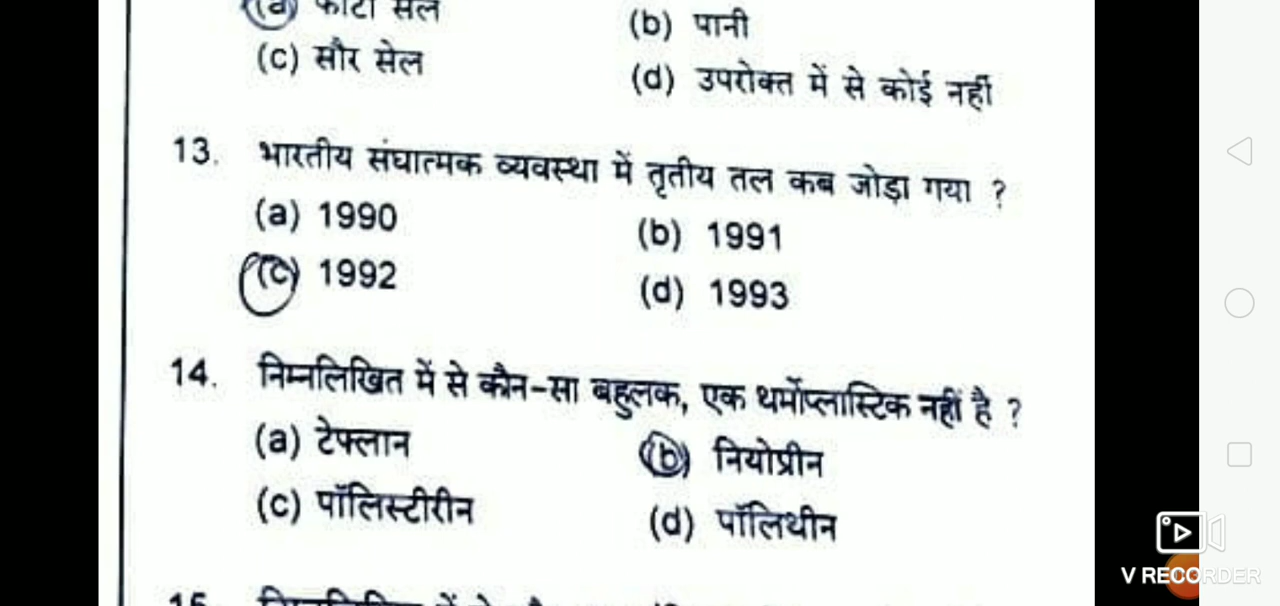 (a) फोटो सेल (b) पानी
(c) सौर सेल (d) उपरोक्त में से कोई नहीं
13. भारतीय संघात्मक व्यवस्था में तृतीय तल कब जोड़ा गया ?
(a) 1990 (b) 1991
(c) 1992 (d) 1993
14. निम्नलिखित में से कौन-सा बहुलक, एक थर्मोप्लास्टिक नहीं है ?
(a) टेफ्लान (b) नियोप्रीन
(c) पॉलिस्टीरीन (d) पॉलिथीन
15.
V RECORDER